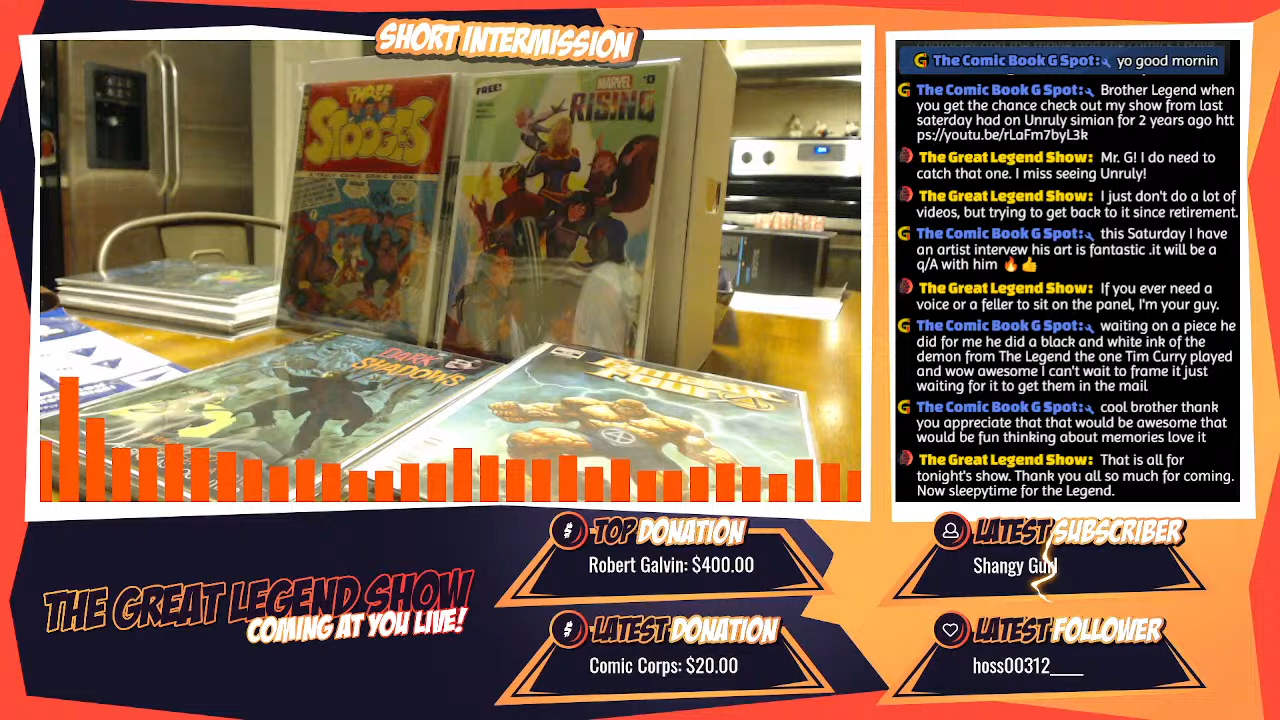 SHORT INTERMISSION
FREE!
MARVEL
RISING
THREE
STOOGES
DARK
SHADOWS
The Comic Book G Spot: yo good mornin
The Comic Book G Spot: Brother Legend when
you get the chance check out my show from last
saterday had on Unruly simian for 2 years ago htt
ps://youtu.be/rLaFm7byL3k
The Great Legend Show: Mr. G! I do need to
catch that one. I miss seeing Unruly!
The Great Legend Show: I just don't do a lot of
videos, but trying to get back to it since retirement.
The Comic Book G Spot: this Saturday I have
an artist intervew his art is fantastic .it will be a
q/A with him 🔥👍
The Great Legend Show: If you ever need a
voice or a feller to sit on the panel, I'm your guy.
The Comic Book G Spot: waiting on a piece he
did for me he did a black and white ink of the
demon from The Legend the one Tim Curry played
and wow awesome I can't wait to frame it just
waiting for it to get them in the mail
The Comic Book G Spot: cool brother thank
you appreciate that that would be awesome that
would be fun thinking about memories love it
The Great Legend Show: That is all for
tonight's show. Thank you all so much for coming.
Now sleepytime for the Legend.
THE GREAT LEGEND SHOW
COMING AT YOU LIVE!
TOP DONATION
Robert Galvin: $400.00
LATEST DONATION
Comic Corps: $20.00
LATEST SUBSCRIBER
Shangy Gurl
LATEST FOLLOWER
hoss00312____